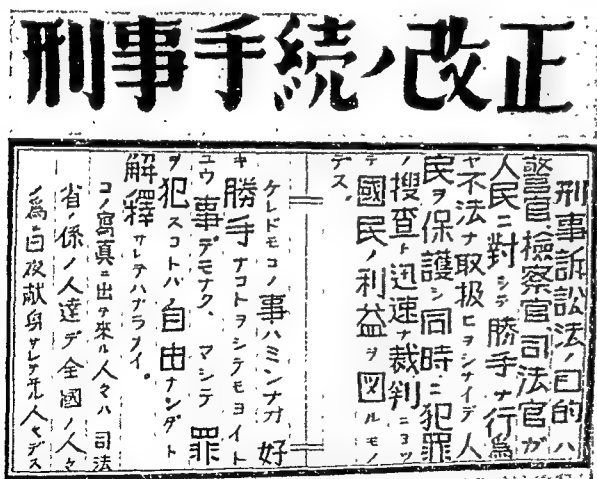 刑事手続ノ改正
刑事訴訟法ノ目的ハ
警官、檢察官、司法官ガ
人民ニ對シテ勝手ナ行為
ヤ不法ナ取扱ヒヲシナイデ人
民ヲ保護シ同時ニ犯罪
ノ搜査ト迅速ナ裁判ニヨツ
テ國民ノ利益ヲ図ルモノ
デス。
ケレドモコノ事ハミンナガ好
キ勝手ナコトヲシテモヨイト
ユウ事デモナク、マシテ罪
ヲ犯スコトハ自由ナンダト
解釋サレテハナラナイ。
コノ寫真ニ出テ來ル人々ハ司法
省ノ係ノ人達デ全國ノ人々
ノ為ニ日夜献身サレテ先人々デス